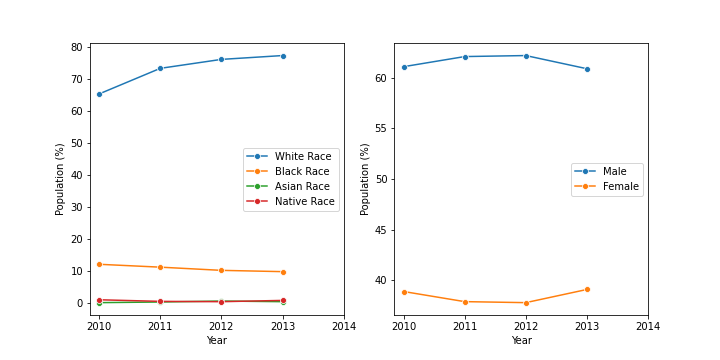 80
70
60
50
40
30
20
10
0
Population (%)
2010 2011 2012 2013 2014
Year
White Race
Black Race
Asian Race
Native Race
60
55
50
45
40
Population (%)
2010 2011 2012 2013 2014
Year
Male
Female